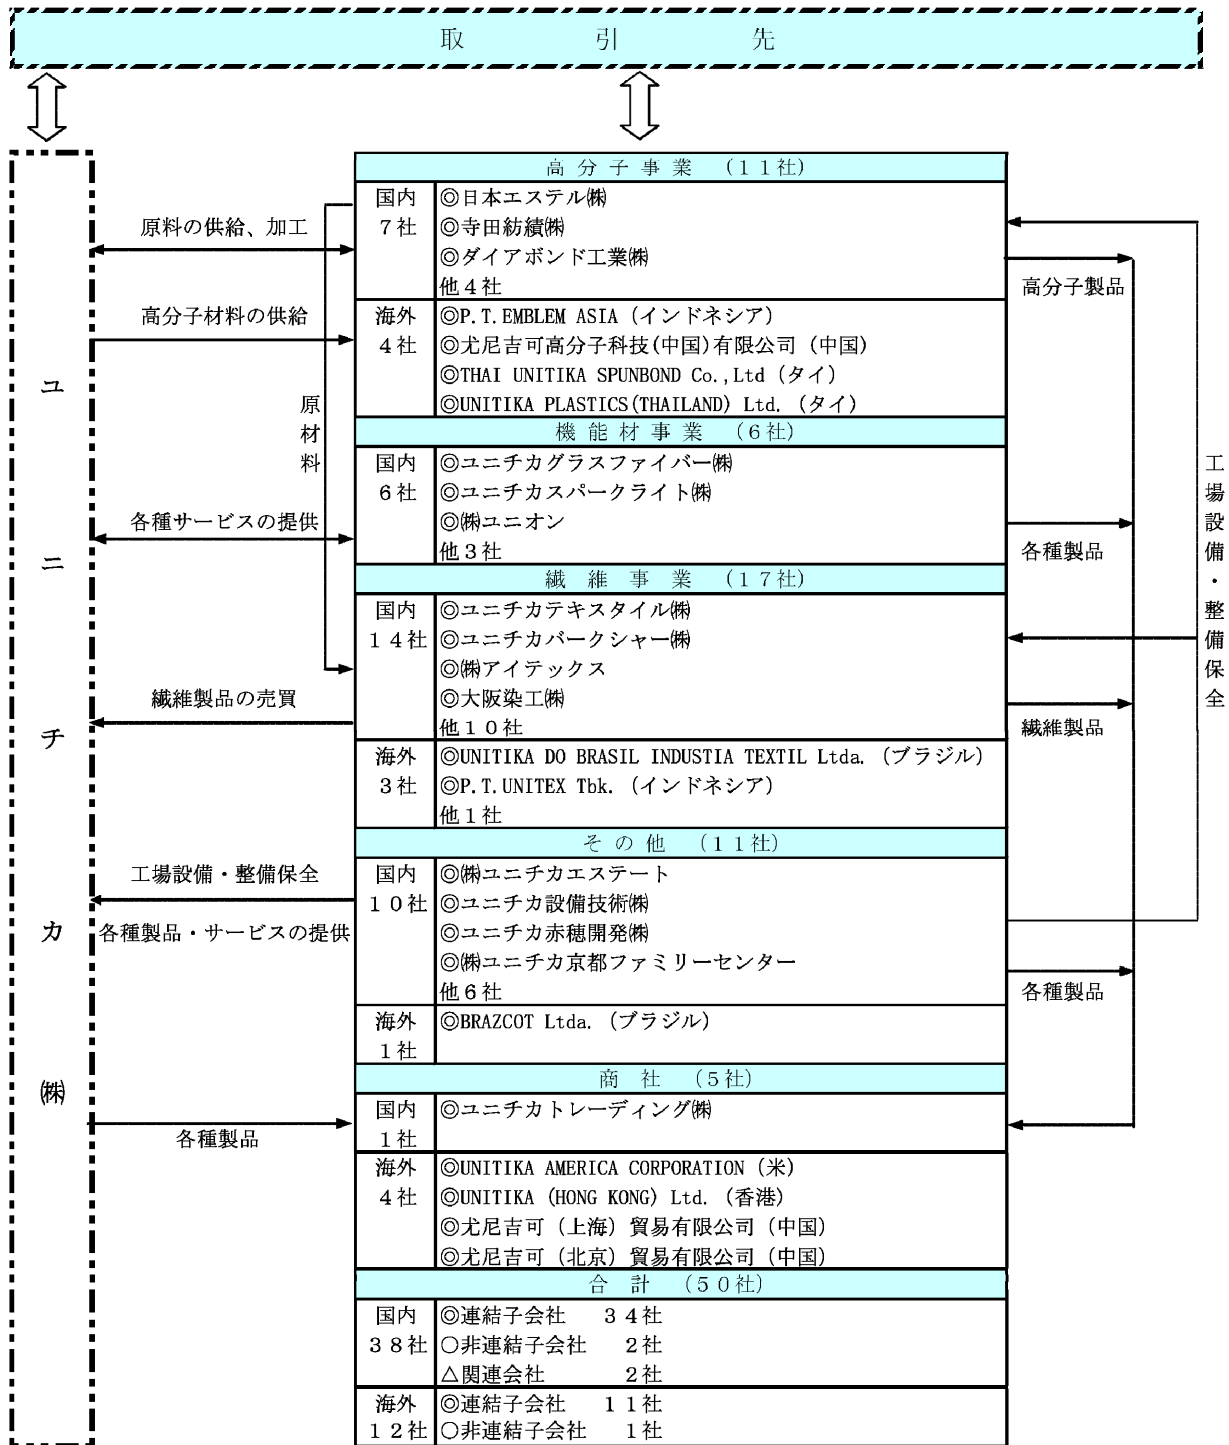 取引先
ユニチカ㈱
原料の供給、加工
高分子材料の供給
原材料
各種サービスの提供
繊維製品の売買
工場設備・整備保全
各種製品・サービスの提供
各種製品
高分子事業 (11社)
国内
7社
◎日本エステル㈱
◎寺田紡績㈱
◎ダイアボンド工業㈱
他4社
海外
4社
◎P.T.EMBLEM ASIA (インドネシア)
◎尤尼吉可高分子科技(中国)有限公司 (中国)
◎THAI UNITIKA SPUNBOND Co.,Ltd (タイ)
◎UNITIKA PLASTICS(THAILAND) Ltd. (タイ)
機能材事業 (6社)
国内
6社
◎ユニチカグラスファイバー㈱
◎ユニチカスパークライト㈱
◎㈱ユニオン
他3社
繊維事業 (17社)
国内
14社
◎ユニチカテキスタイル㈱
◎ユニチカバークシャー㈱
◎㈱アイテックス
◎大阪染工㈱
他10社
海外
3社
◎UNITIKA DO BRASIL INDUSTIA TEXTIL Ltda. (ブラジル)
◎P.T.UNITEX Tbk. (インドネシア)
他1社
その他 (11社)
国内
10社
◎㈱ユニチカエステート
◎ユニチカ設備技術㈱
◎ユニチカ赤穂開発㈱
◎㈱ユニチカ京都ファミリーセンター
他6社
海外
1社
◎BRAZCOT Ltda. (ブラジル)
商社 (5社)
国内
1社
◎ユニチカトレーディング㈱
海外
4社
◎UNITIKA AMERICA CORPORATION (米)
◎UNITIKA (HONG KONG) Ltd. (香港)
◎尤尼吉可 (上海) 貿易有限公司 (中国)
◎尤尼吉可 (北京) 貿易有限公司 (中国)
合計 (50社)
国内
38社
◎連結子会社 34社
○非連結子会社 2社
△関連会社 2社
海外
12社
◎連結子会社 11社
○非連結子会社 1社
高分子製品
各種製品
繊維製品
各種製品
工場設備・整備保全